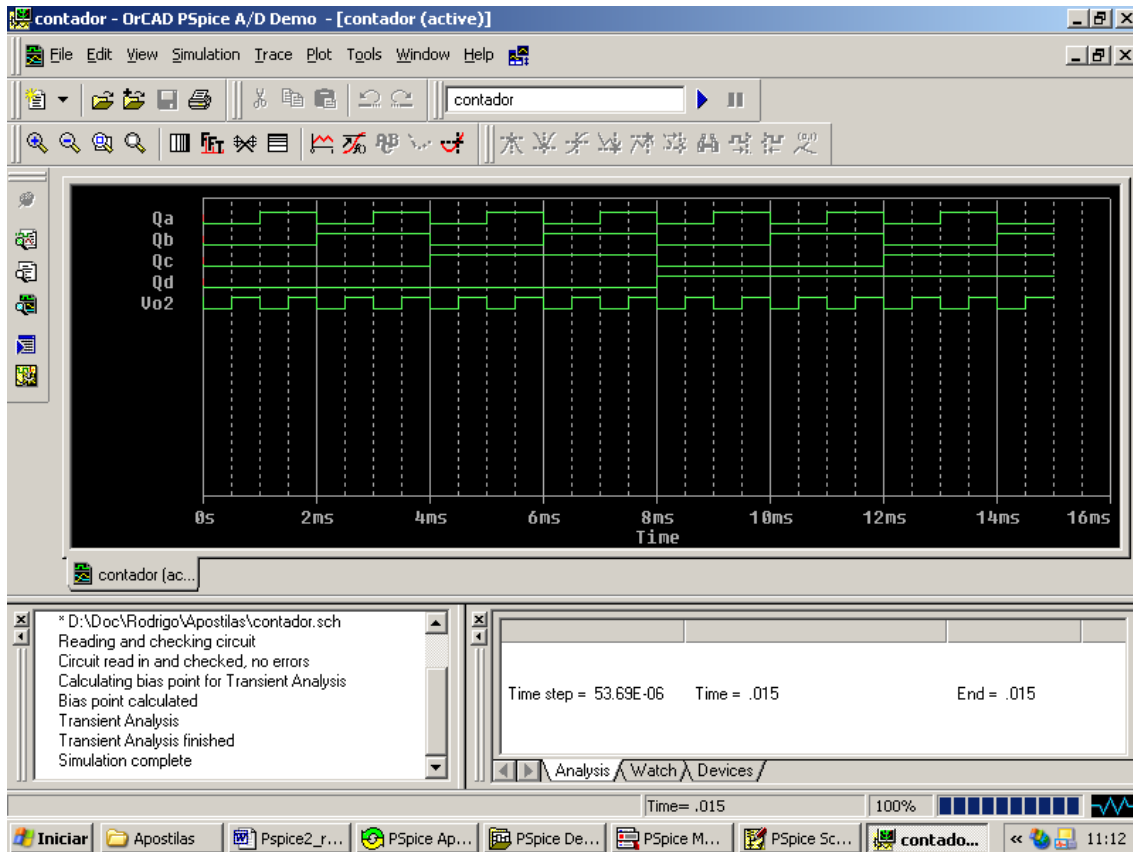 contador - OrCAD PSpice A/D Demo - [contador (active)]
File Edit View Simulation Trace Plot Tools Window Help
contador
FFT
Qa
Qb
Qc
Qd
Vo2
0s 2ms 4ms 6ms 8ms 10ms 12ms 14ms 16ms
Time
contador (ac...
* D:\Doc\Rodrigo\Apostilas\contador.sch
Reading and checking circuit
Circuit read in and checked, no errors
Calculating bias point for Transient Analysis
Bias point calculated
Transient Analysis
Transient Analysis finished
Simulation complete
Time step = 53.69E-06 Time = .015 End = .015
Analysis Watch Devices
Time= .015 100%
Iniciar Apostilas Pspice2_r... PSpice Ap... PSpice De... PSpice M... PSpice Sc... contado... « 11:12